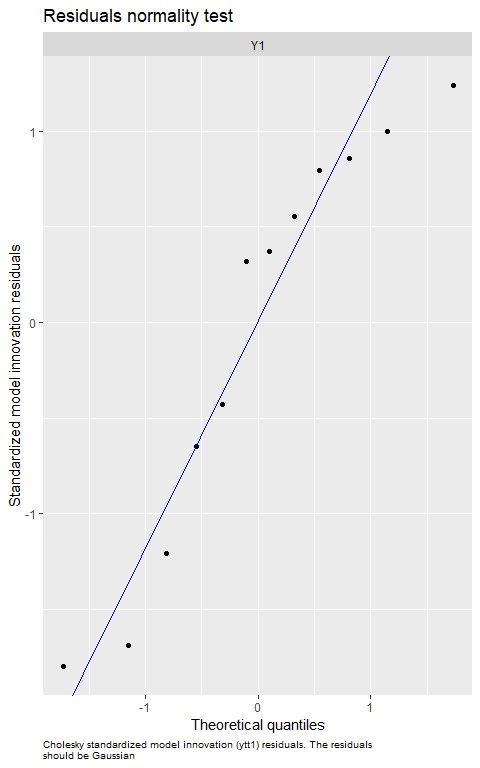 Residuals normality test
Y1
1
0
-1
-1
0
1
Standardized model innovation residuals
Theoretical quantiles
Cholesky standardized model innovation (ytt1) residuals. The residuals
should be Gaussian